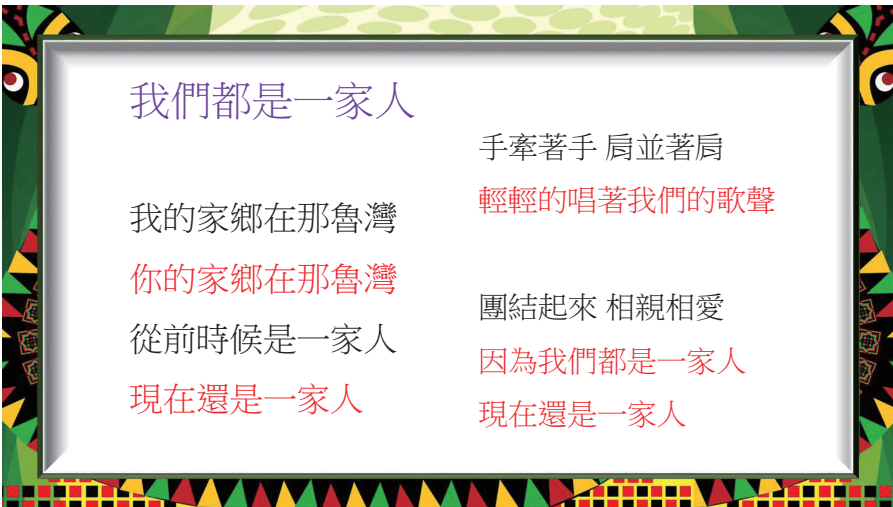 我們都是一家人
我的家鄉在那魯灣
你的家鄉在那魯灣
從前時候是一家人
現在還是一家人
手牽著手 肩並著肩
輕輕的唱著我們的歌聲
團結起來 相親相愛
因為我們都是一家人
現在還是一家人